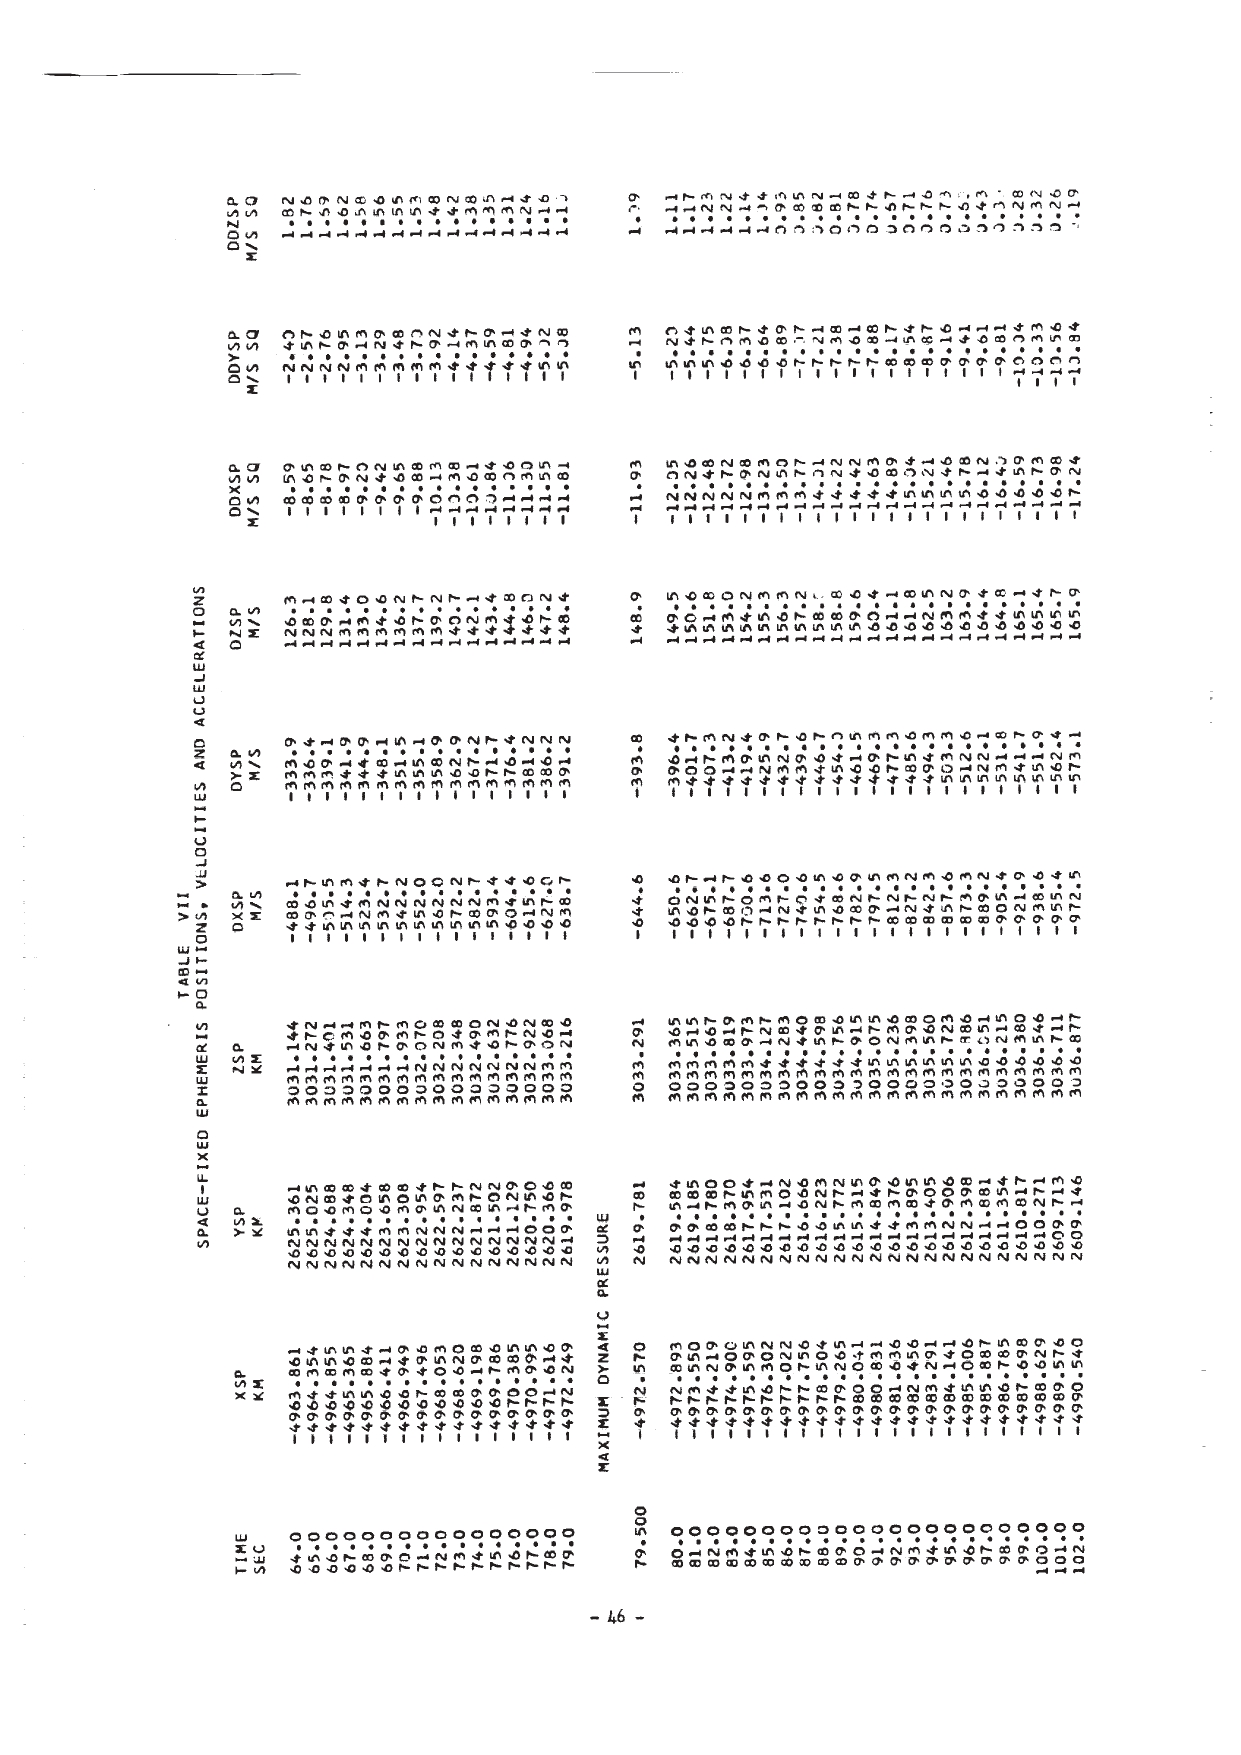 TABLE VII
SPACE-FIXED EPHEMERIS POSITIONS, VELOCITIES AND ACCELERATIONS
TIME XSP YSP ZSP DXSP DYSP DZSP DDXSP DDYSP DDZSP
SEC KM KM KM M/S M/S M/S M/S SQ M/S SQ M/S SQ
64.0 -4963.861 2625.361 3031.144 -488.1 -333.9 126.3 -8.59 -2.40 1.82
65.0 -4964.354 2625.025 3031.272 -496.7 -336.4 128.1 -8.65 -2.57 1.76
66.0 -4964.855 2624.688 3031.401 -505.5 -339.1 129.8 -8.78 -2.76 1.69
67.0 -4965.365 2624.348 3031.531 -514.3 -341.9 131.4 -8.97 -2.95 1.62
68.0 -4965.884 2624.004 3031.663 -523.4 -344.9 133.0 -9.20 -3.13 1.58
69.0 -4966.411 2623.658 3031.797 -532.7 -348.1 134.6 -9.42 -3.29 1.56
70.0 -4966.949 2623.308 3031.933 -542.2 -351.5 136.2 -9.65 -3.48 1.55
71.0 -4967.496 2622.954 3032.070 -552.0 -355.1 137.7 -9.88 -3.70 1.53
72.0 -4968.053 2622.597 3032.208 -562.0 -358.9 139.2 -10.13 -3.92 1.48
73.0 -4968.620 2622.237 3032.348 -572.2 -362.9 140.7 -10.38 -4.14 1.42
74.0 -4969.198 2621.872 3032.490 -582.7 -367.2 142.1 -10.61 -4.37 1.38
75.0 -4969.786 2621.502 3032.632 -593.4 -371.7 143.4 -10.84 -4.59 1.35
76.0 -4970.385 2621.129 3032.776 -604.4 -376.4 144.8 -11.06 -4.81 1.31
77.0 -4970.995 2620.750 3032.922 -615.6 -381.2 146.0 -11.30 -4.94 1.24
78.0 -4971.616 2620.366 3033.068 -627.0 -386.2 147.2 -11.55 -5.02 1.16
79.0 -4972.249 2619.978 3033.216 -638.7 -391.2 148.4 -11.81 -5.08 1.10
MAXIMUM DYNAMIC PRESSURE
79.500 -4972.570 2619.781 3033.291 -644.6 -393.8 148.9 -11.93 -5.13 1.09
80.0 -4972.893 2619.584 3033.365 -650.6 -396.4 149.5 -12.05 -5.20 1.11
81.0 -4973.550 2619.185 3033.515 -662.7 -401.7 150.6 -12.26 -5.44 1.17
82.0 -4974.219 2618.780 3033.667 -675.1 -407.3 151.8 -12.48 -5.75 1.23
83.0 -4974.900 2618.370 3033.819 -687.7 -413.2 153.0 -12.72 -6.08 1.22
84.0 -4975.595 2617.954 3033.973 -700.6 -419.4 154.2 -12.98 -6.37 1.14
85.0 -4976.302 2617.531 3034.127 -713.6 -425.9 155.3 -13.23 -6.64 1.04
86.0 -4977.022 2617.102 3034.283 -727.0 -432.7 156.3 -13.50 -6.89 0.93
87.0 -4977.756 2616.666 3034.440 -740.6 -439.6 157.2 -13.77 -7.07 0.85
88.0 -4978.504 2616.223 3034.598 -754.5 -446.7 -14.01 -7.21 0.82
89.0 -4979.265 2615.772 3034.756 -768.6 -454.0 158.8 -14.22 -7.38 0.81
90.0 -4980.041 2615.315 3034.915 -782.9 -461.5 159.6 -14.42 -7.61 0.78
91.0 -4980.831 2614.849 3035.075 -797.5 -469.3 160.4 -14.63 -7.88 0.74
92.0 -4981.636 2614.376 3035.236 -812.3 -477.3 161.1 -14.89 -8.17 0.67
93.0 -4982.456 2613.895 3035.398 -827.2 -485.6 161.8 -15.04 -8.54 0.71
94.0 -4983.291 2613.405 3035.560 -842.3 -494.3 162.5 -15.21 -8.87 0.76
95.0 -4984.141 2612.906 3035.723 -857.6 -503.3 163.2 -15.46 -9.16 0.73
96.0 -4985.006 2612.398 3035.886 -873.3 -512.6 163.9 -15.78 -9.41
97.0 -4985.887 2611.881 3036.051 -889.2 -522.1 164.4 -16.12 -9.61 0.43
98.0 -4986.785 2611.354 3036.215 -905.4 -531.8 164.8 -16.40 -9.81
99.0 -4987.698 2610.817 3036.380 -921.9 -541.7 165.1 -16.59 -10.04 0.28
100.0 -4988.629 2610.271 3036.546 -938.6 -551.9 165.4 -16.73 -10.33 0.32
101.0 -4989.576 2609.713 3036.711 -955.4 -562.4 165.7 -16.98 -10.56 0.26
102.0 -4990.540 2609.146 3036.877 -972.5 -573.1 165.9 -17.24 -10.84
- 46 -